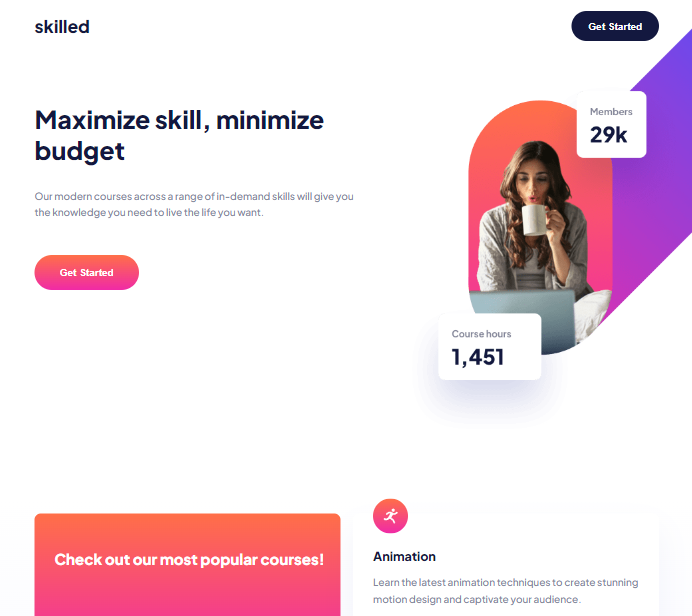 skilled
Get Started
Maximize skill, minimize
budget
Our modern courses across a range of in-demand skills will give you
the knowledge you need to live the life you want.
Get Started
Members
29k
Course hours
1,451
Check out our most popular courses!
Animation
Learn the latest animation techniques to create stunning
motion design and captivate your audience.